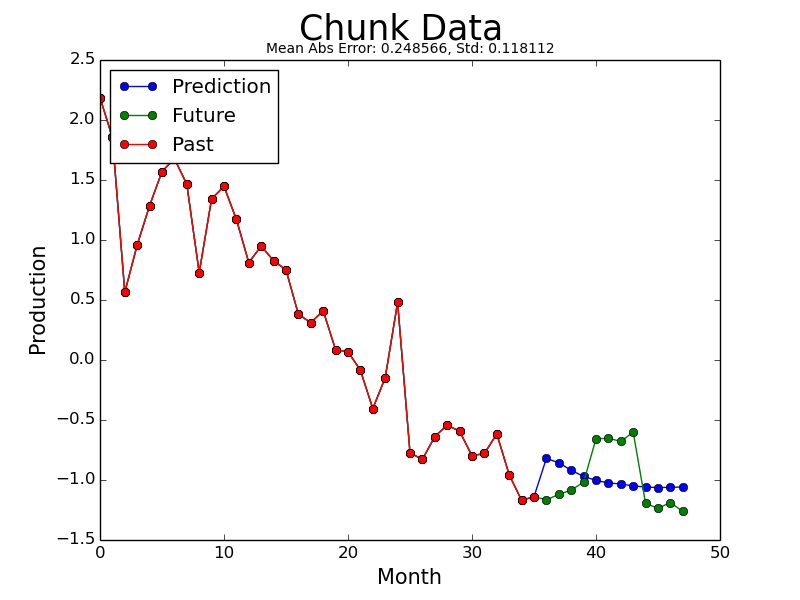 Chunk Data
Mean Abs Error: 0.248566, Std: 0.118112
2.5
2.0
1.5
1.0
0.5
0.0
−0.5
−1.0
−1.5
Production
Prediction
Future
Past
0 10 20 30 40 50
Month